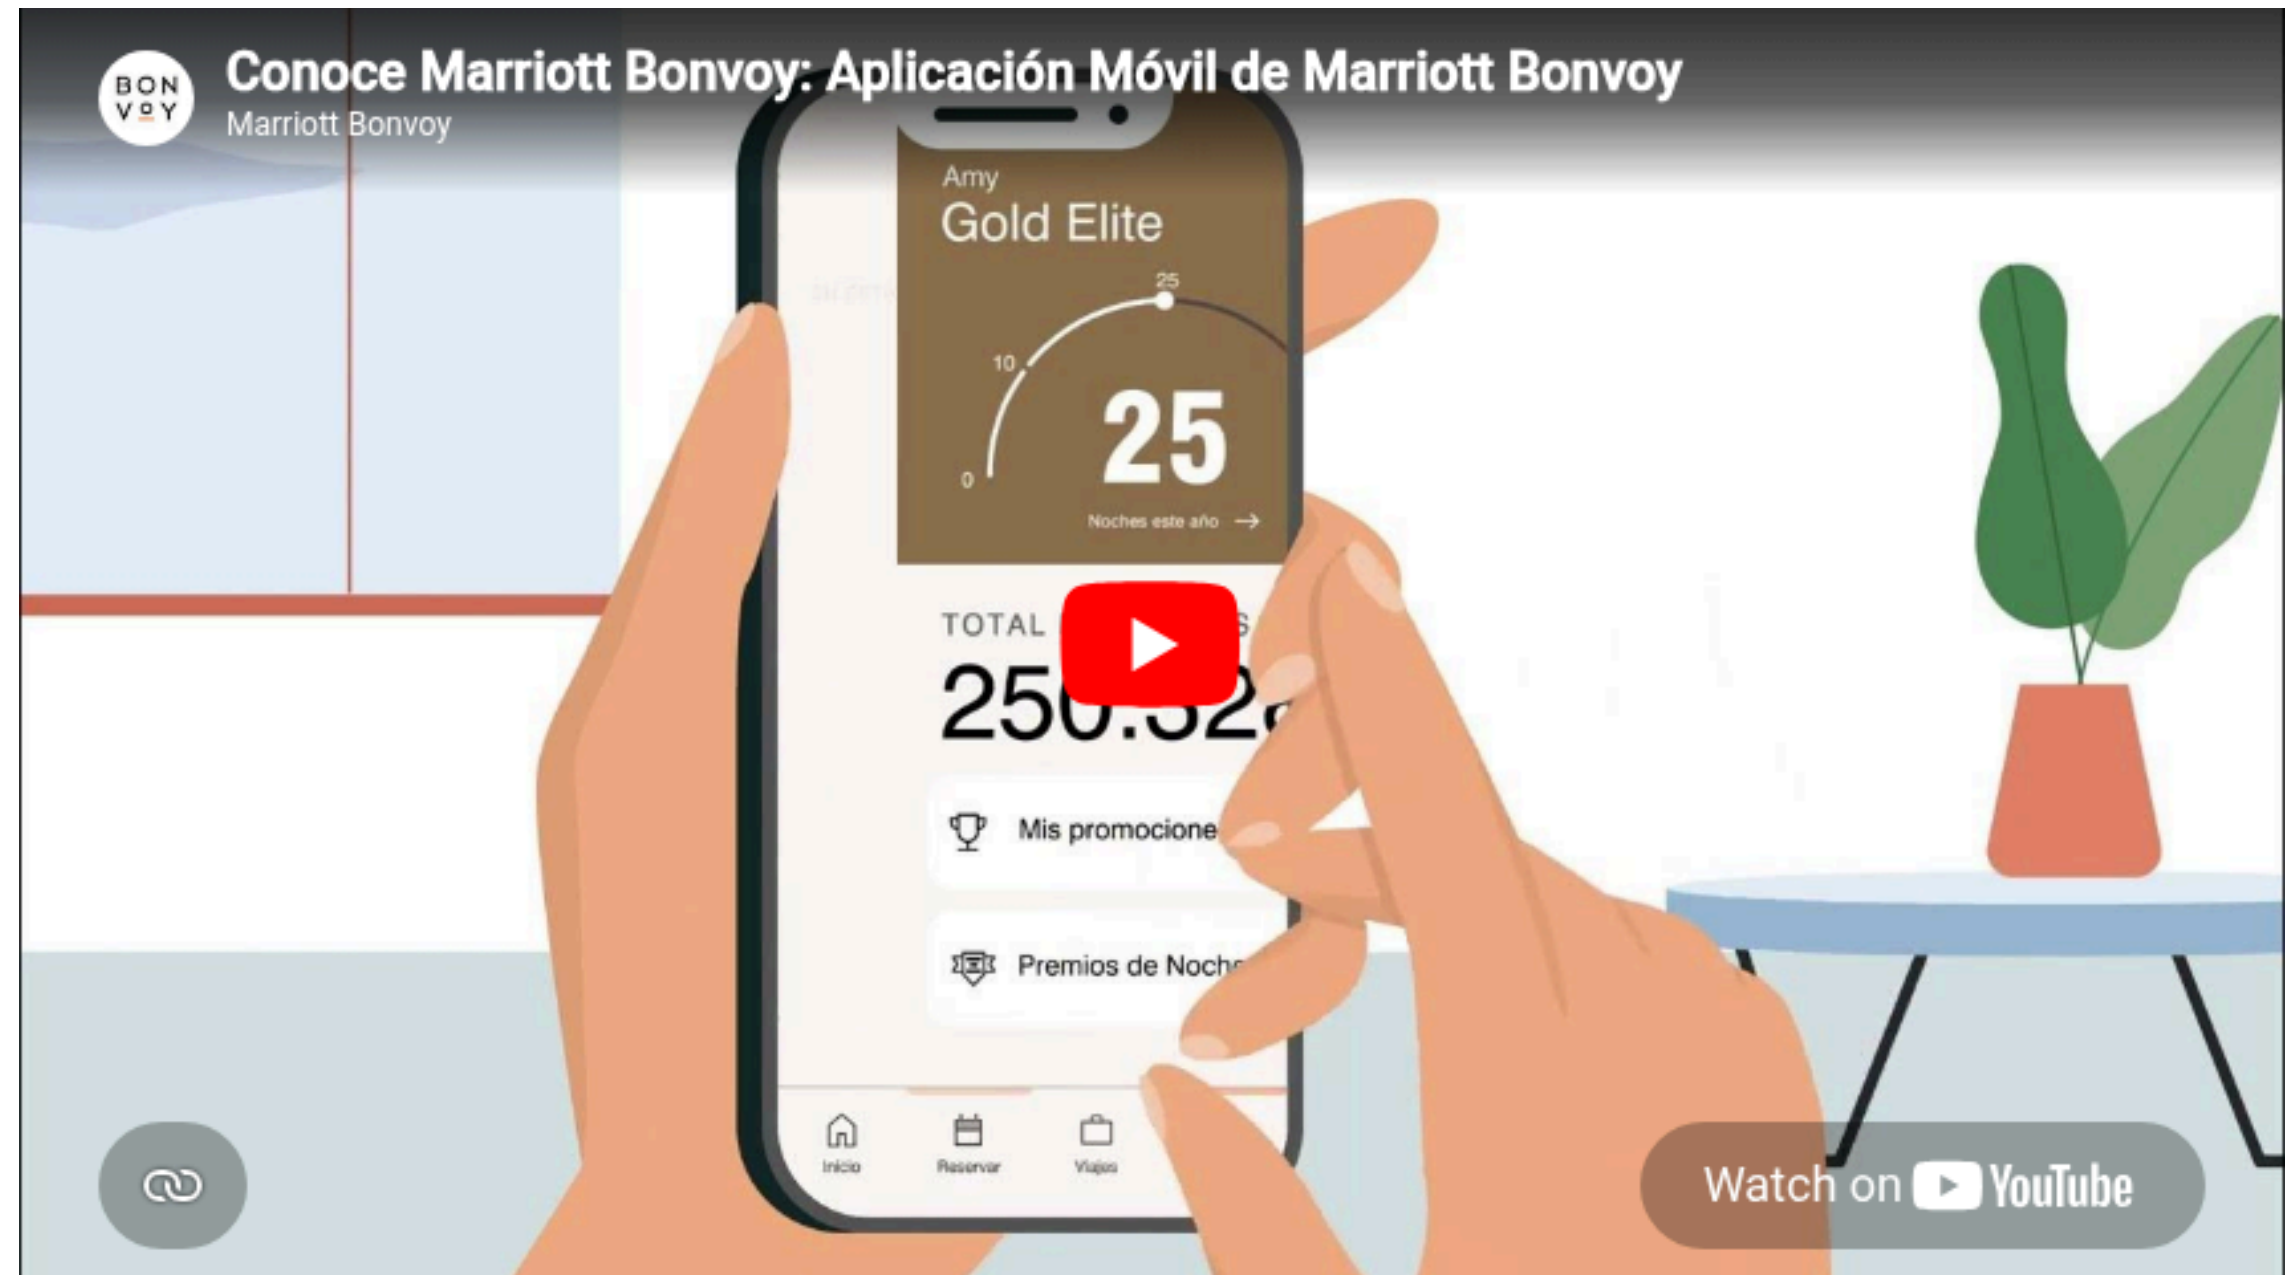 BON
VOY
Conoce Marriott Bonvoy: Aplicación Móvil de Marriott Bonvoy
Marriott Bonvoy
Amy
Gold Elite
25
10
0
25
Noches este año
TOTAL
Mis promocione
Premios de Noch
Inicio
Reservar
Viajes
Watch on YouTube